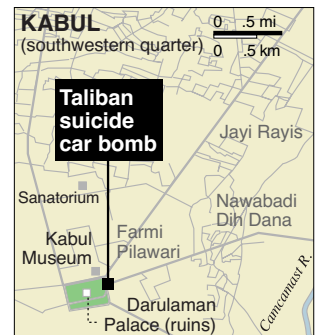 KABUL
(southwestern quarter)
0 .5 mi
0 .5 km
Taliban
suicide
car bomb
Jayi Rayis
Sanatorium
Nawabadi
Dih Dana
Kabul
Museum
Farmi
Pilawari
Darulaman
Palace (ruins)
Camcamast R.